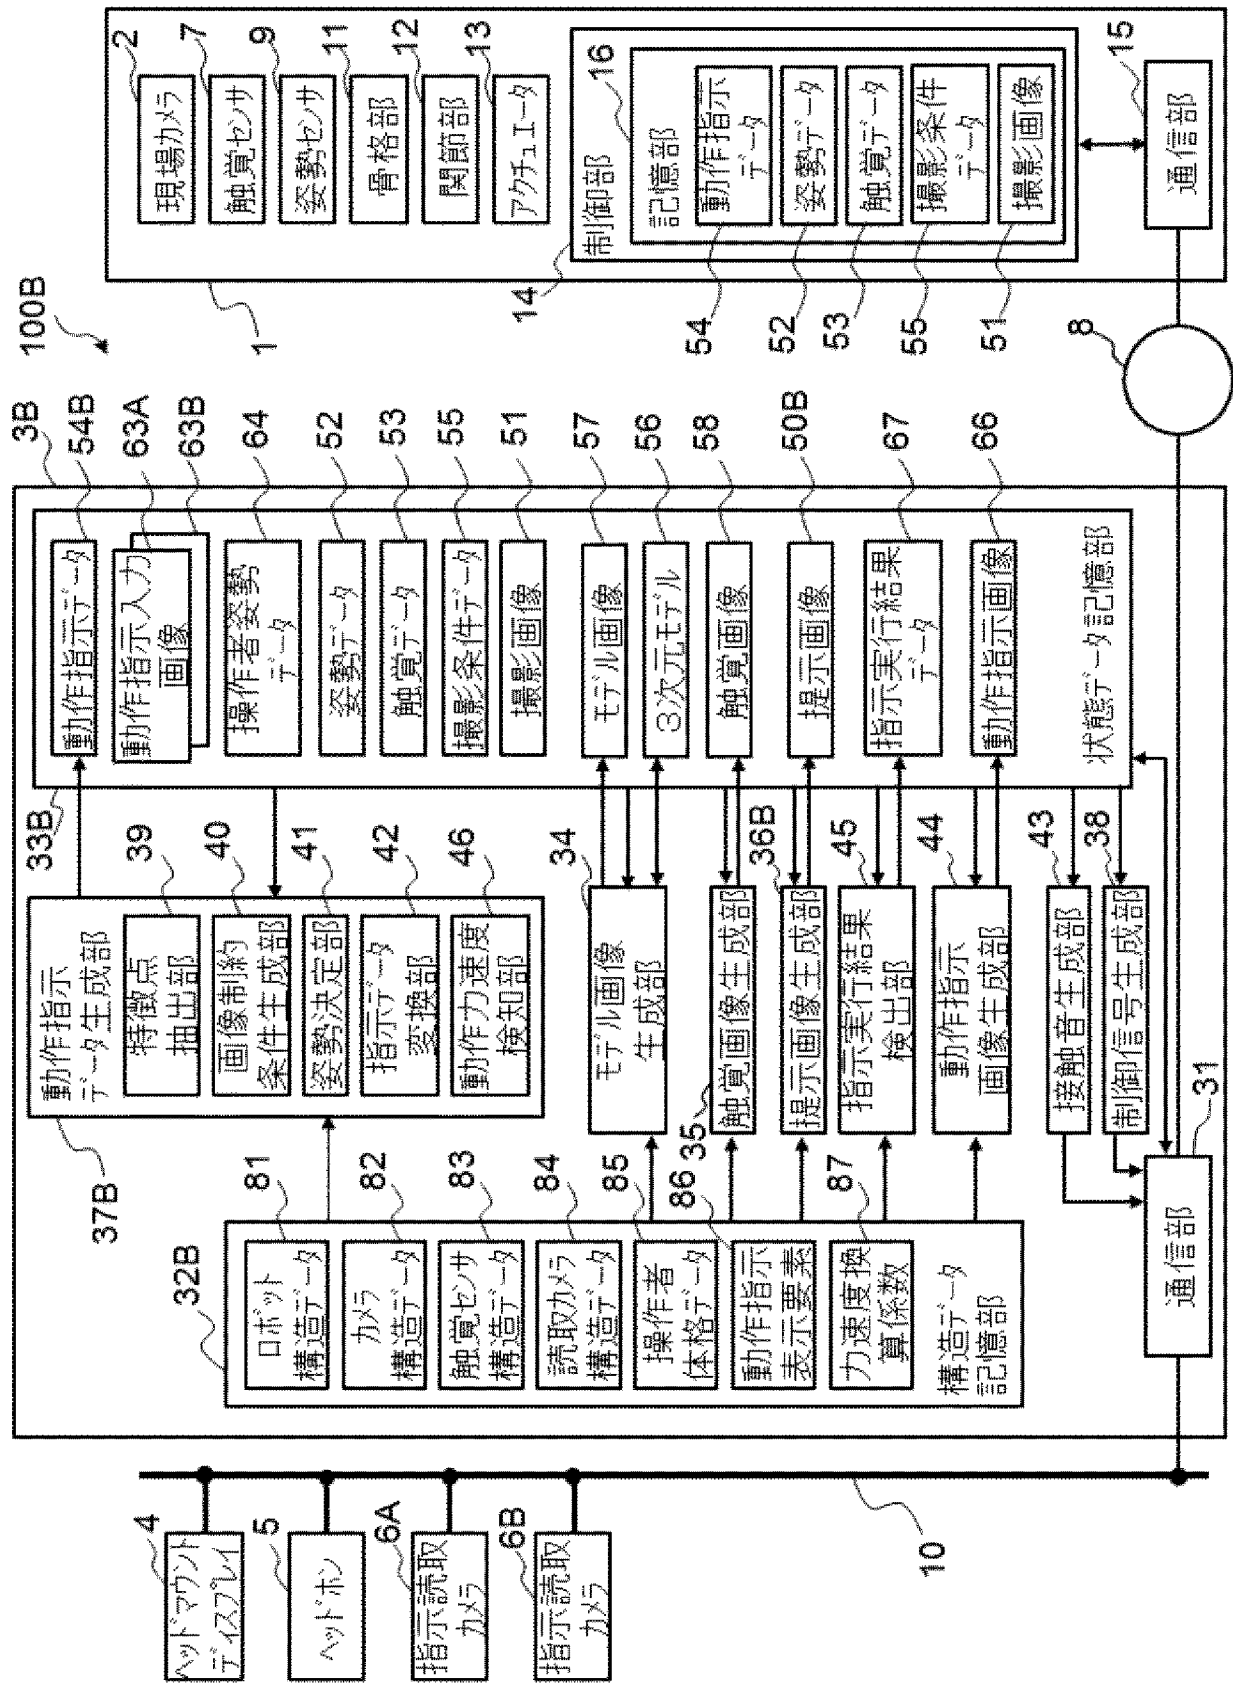 100B
4
ヘッドマウント
ディスプレイ
5
ヘッドホン
6A
指示読取
カメラ
6B
指示読取
カメラ
10
3B
32B
ロボット
構造データ
81
カメラ
構造データ
82
触覚センサ
構造データ
83
読取カメラ
構造データ
84
操作者
体格データ
85
動作指示
表示要素
86
力速度換
算係数
87
構造データ
記憶部
37B
動作指示
データ生成部
特徴点
抽出部
39
画像制約
条件生成部
40
姿勢決定部
41
指示データ
変換部
42
動作力速度
検知部
46
モデル画像
生成部
34
触覚画像生成部
35
提示画像生成部
36B
指示実行結果
検出部
45
動作指示
画像生成部
44
接触音生成部
43
制御信号生成部
38
通信部
31
33B
動作指示データ
54B
動作指示入力
画像
63A
63B
操作者姿勢
データ
64
姿勢データ
52
触覚データ
53
撮影条件データ
55
撮影画像
51
モデル画像
57
3次元モデル
56
触覚画像
58
提示画像
50B
指示実行結果
データ
67
動作指示画像
66
状態データ記憶部
8
1
現場カメラ
2
触覚センサ
7
姿勢センサ
9
骨格部
11
関節部
12
アクチュエータ
13
制御部
14
記憶部
16
動作指示
データ
54
姿勢データ
52
触覚データ
53
撮影条件
データ
55
撮影画像
51
通信部
15